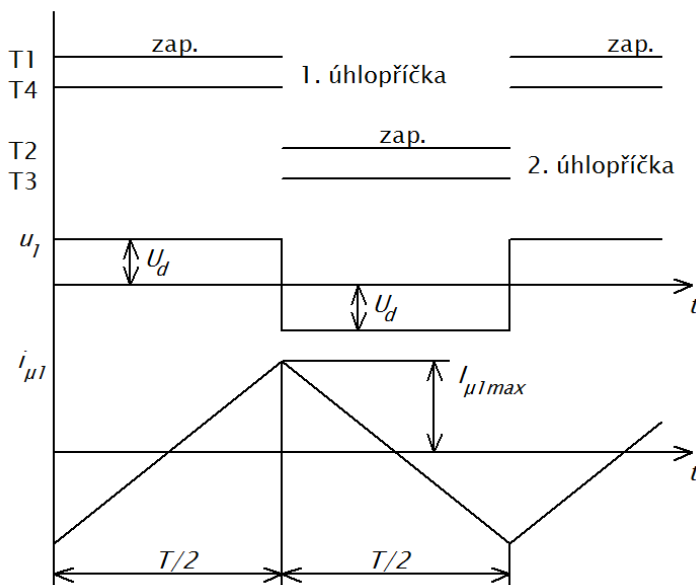 zap. zap.
T1
1. úhlopříčka
T4
zap.
T2
2. úhlopříčka
T3
u1
Ud
Ud
t
iμ1
Iμ1max
t
T/2 T/2